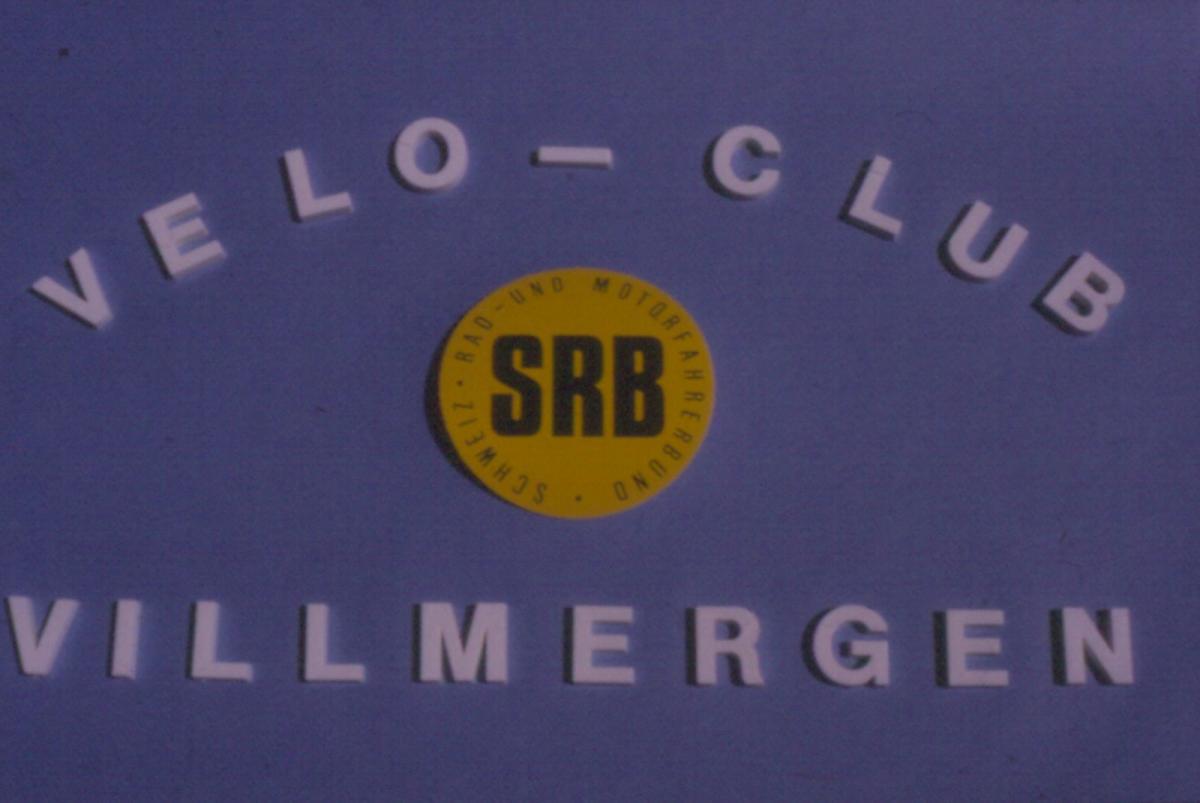 VELO-CLUB
SCHWEIZ · RAD-UND MOTORFAHRERBUND ·
SRB
VILLMERGEN